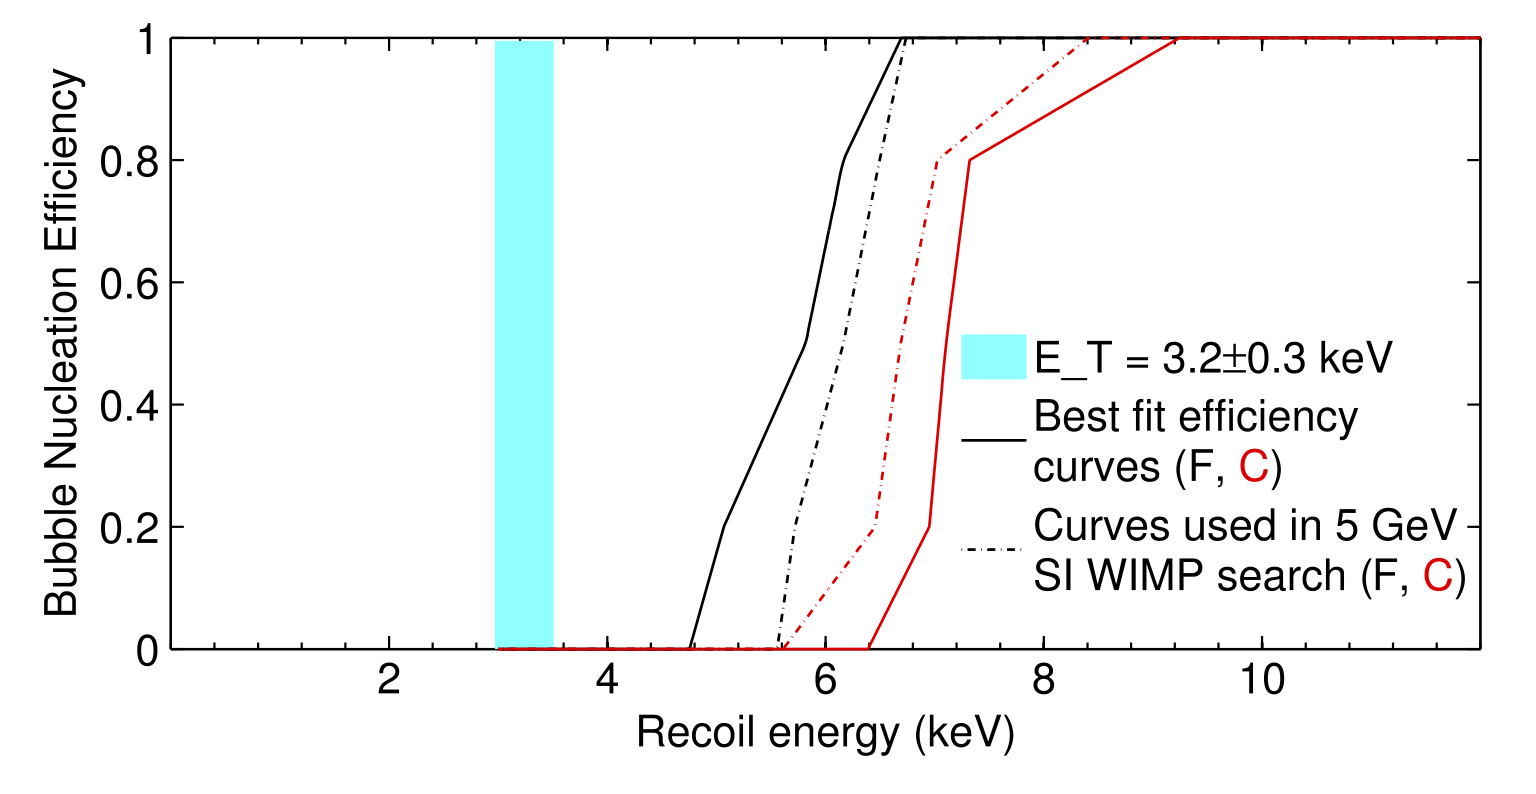 1
0.8
0.6
0.4
0.2
0
Bubble Nucleation Efficiency
E_T = 3.2±0.3 keV
Best fit efficiency
curves (F, C)
Curves used in 5 GeV
SI WIMP search (F, C)
2 4 6 8 10
Recoil energy (keV)